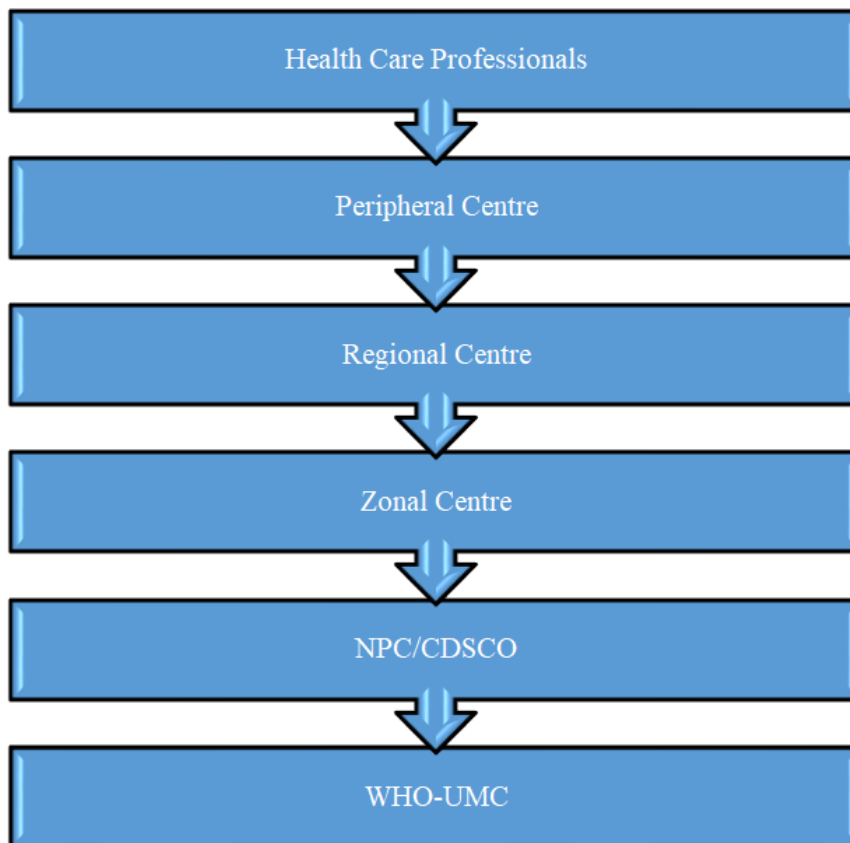 Health Care Professionals
Peripheral Centre
Regional Centre
Zonal Centre
NPC/CDSCO
WHO-UMC